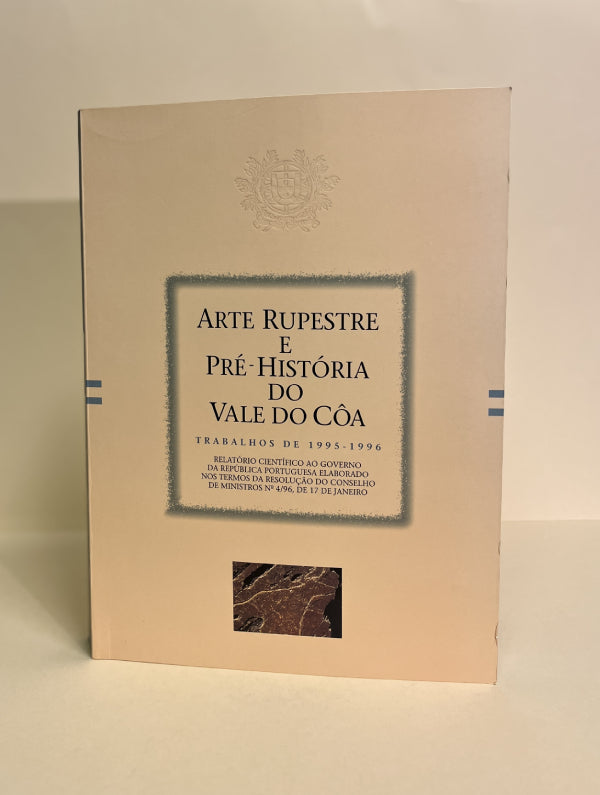 ARTE RUPESTRE
E
PRÉ-HISTÓRIA
DO
VALE DO CÔA
TRABALHOS DE 1995-1996
RELATÓRIO CIENTÍFICO AO GOVERNO
DA REPÚBLICA PORTUGUESA ELABORADO
NOS TERMOS DA RESOLUÇÃO DO CONSELHO
DE MINISTROS Nº 4/96, DE 17 DE JANEIRO